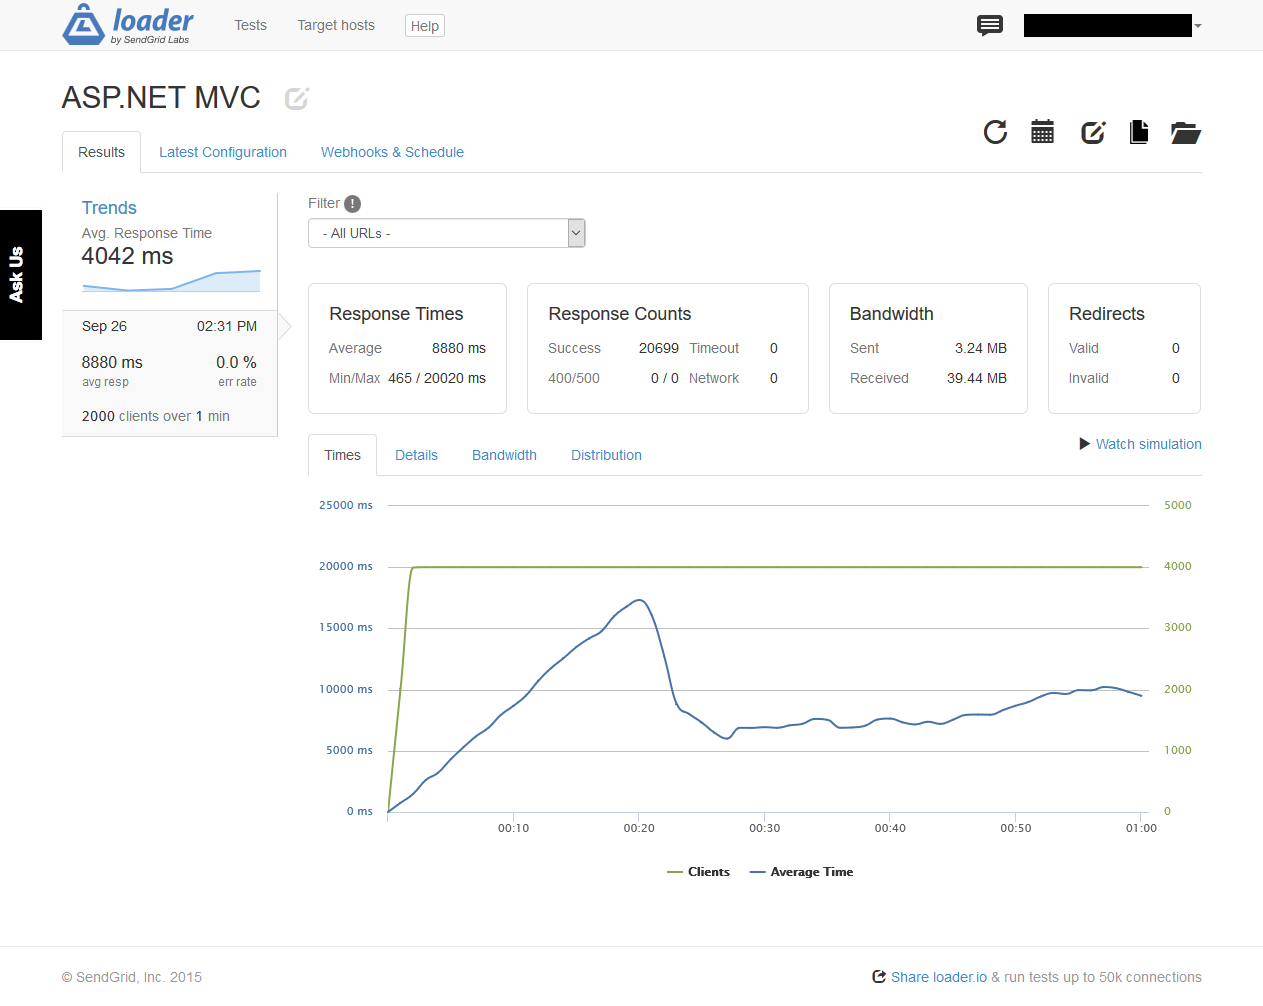 loader
by SendGrid Labs
Tests Target hosts Help
ASP.NET MVC
Results Latest Configuration Webhooks & Schedule
Ask Us
Trends
Avg. Response Time
4042 ms
Sep 26 02:31 PM
8880 ms 0.0 %
avg resp err rate
2000 clients over 1 min
Filter !
- All URLs -
Response Times
Average 8880 ms
Min/Max 465 / 20020 ms
Response Counts
Success 20699 Timeout 0
400/500 0 / 0 Network 0
Bandwidth
Sent 3.24 MB
Received 39.44 MB
Redirects
Valid 0
Invalid 0
Times Details Bandwidth Distribution
Watch simulation
25000 ms 5000
20000 ms 4000
15000 ms 3000
10000 ms 2000
5000 ms 1000
0 ms 0
00:10 00:20 00:30 00:40 00:50 01:00
Clients Average Time
© SendGrid, Inc. 2015
Share loader.io & run tests up to 50k connections